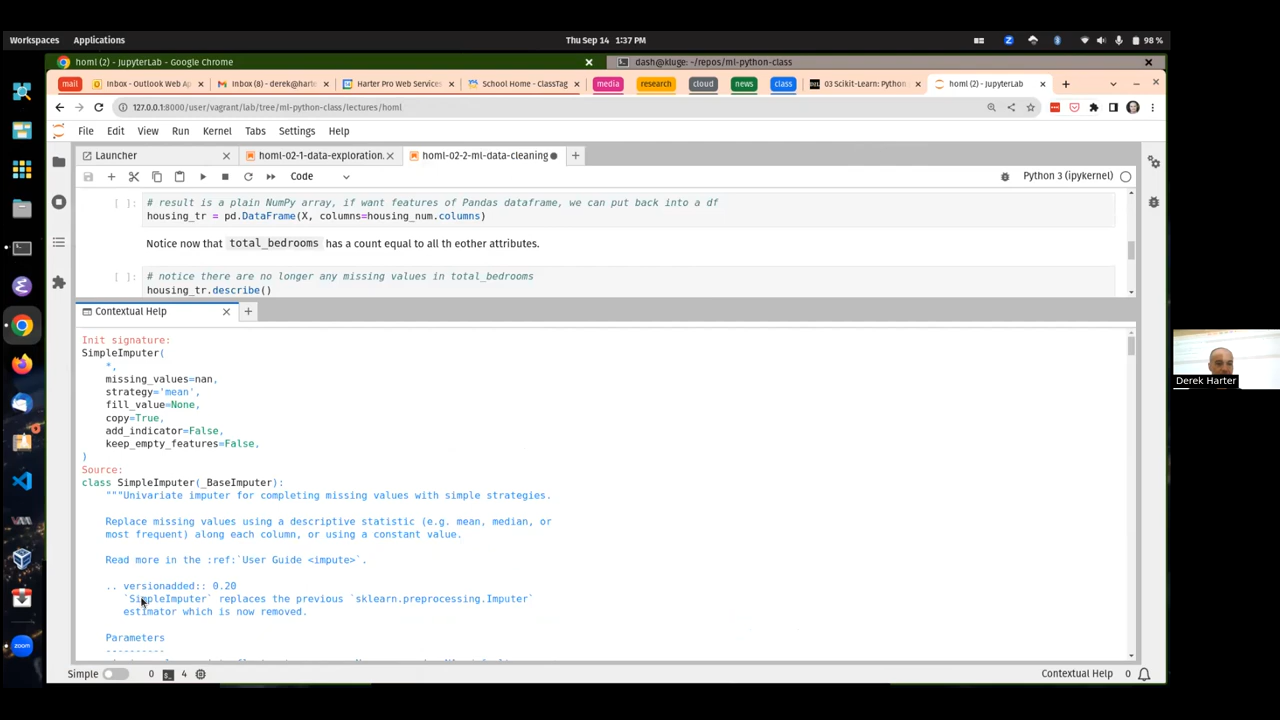 Workspaces Applications Thu Sep 14 1:37 PM 98 %
homl (2) - JupyterLab - Google Chrome dash@kluge: ~/repos/ml-python-class
mail Inbox - Outlook Web Ap Inbox (8) - derek@harto Harter Pro Web Services School Home - ClassTag media research cloud news class 03 Scikit-Learn: Python homl (2) - JupyterLab
127.0.0.1:8000/user/vagrant/lab/tree/ml-python-class/lectures/homl
File Edit View Run Kernel Tabs Settings Help
Launcher homl-02-1-data-exploration. homl-02-2-ml-data-cleaning
Code Python 3 (ipykernel)
[ ]: # result is a plain NumPy array, if want features of Pandas dataframe, we can put back into a df
housing_tr = pd.DataFrame(X, columns=housing_num.columns)
Notice now that total_bedrooms has a count equal to all th eother attributes.
[ ]: # notice there are no longer any missing values in total_bedrooms
housing_tr.describe()
Contextual Help
Init signature:
SimpleImputer(
*,
missing_values=nan,
strategy='mean',
fill_value=None,
copy=True,
add_indicator=False,
keep_empty_features=False,
)
Source:
class SimpleImputer(_BaseImputer):
"""Univariate imputer for completing missing values with simple strategies.
Replace missing values using a descriptive statistic (e.g. mean, median, or
most frequent) along each column, or using a constant value.
Read more in the :ref:`User Guide <impute>`.
.. versionadded:: 0.20
`SimpleImputer` replaces the previous `sklearn.preprocessing.Imputer`
estimator which is now removed.
Parameters
----------
Simple 0 4 Contextual Help 0
zoom
Derek Harter